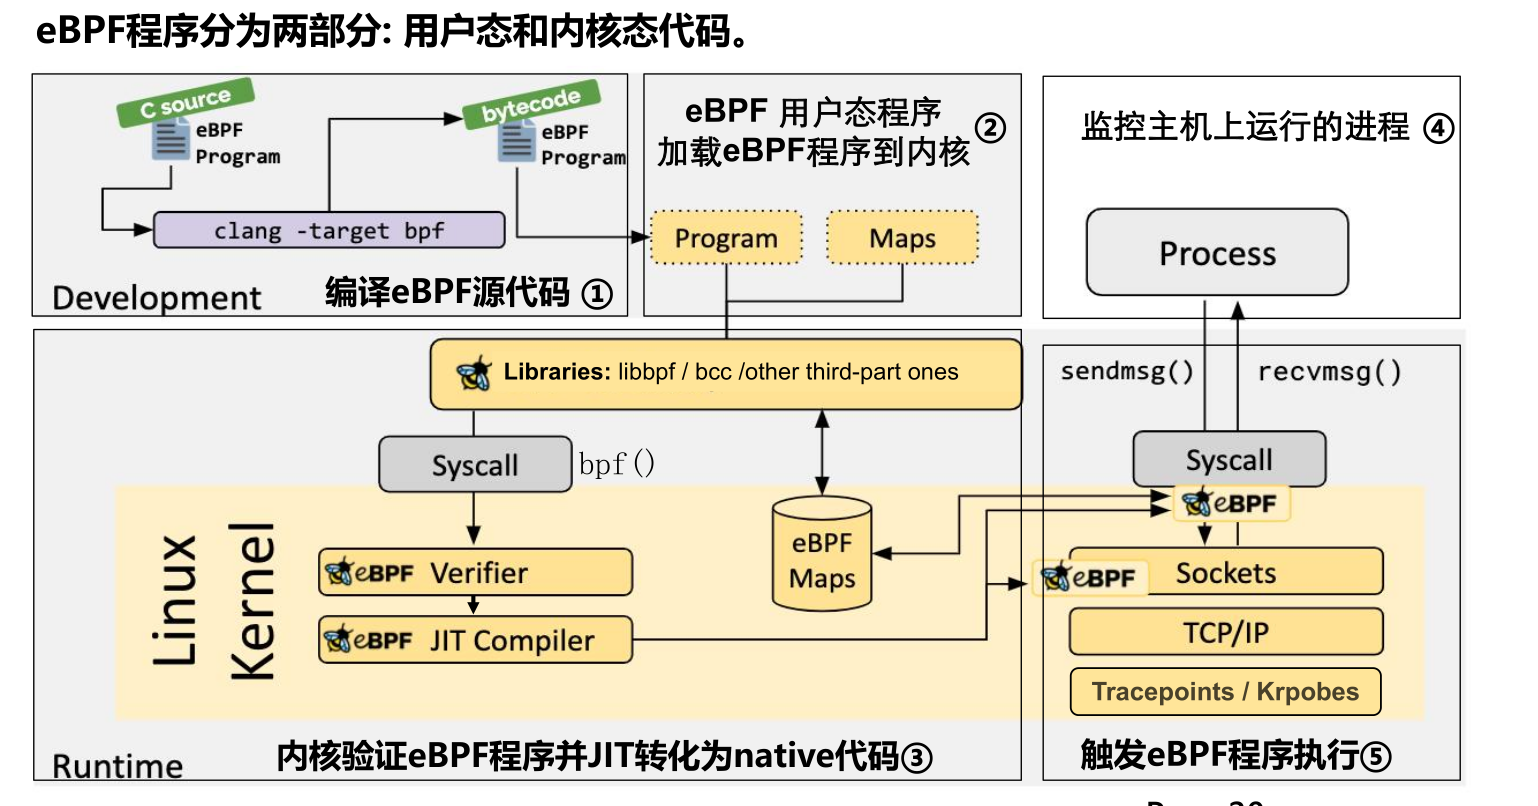 eBPF程序分为两部分: 用户态和内核态代码。
C source
eBPF
Program
bytecode
eBPF
Program
clang -target bpf
Development
编译eBPF源代码 ①
eBPF 用户态程序
加载eBPF程序到内核 ②
Program
Maps
监控主机上运行的进程 ④
Process
Libraries: libbpf / bcc /other third-part ones
sendmsg()
recvmsg()
Syscall
bpf()
Syscall
eBPF
Linux
Kernel
eBPF
Maps
eBPF Verifier
eBPF
Sockets
eBPF JIT Compiler
TCP/IP
Tracepoints / Krpobes
Runtime
内核验证eBPF程序并JIT转化为native代码③
触发eBPF程序执行⑤